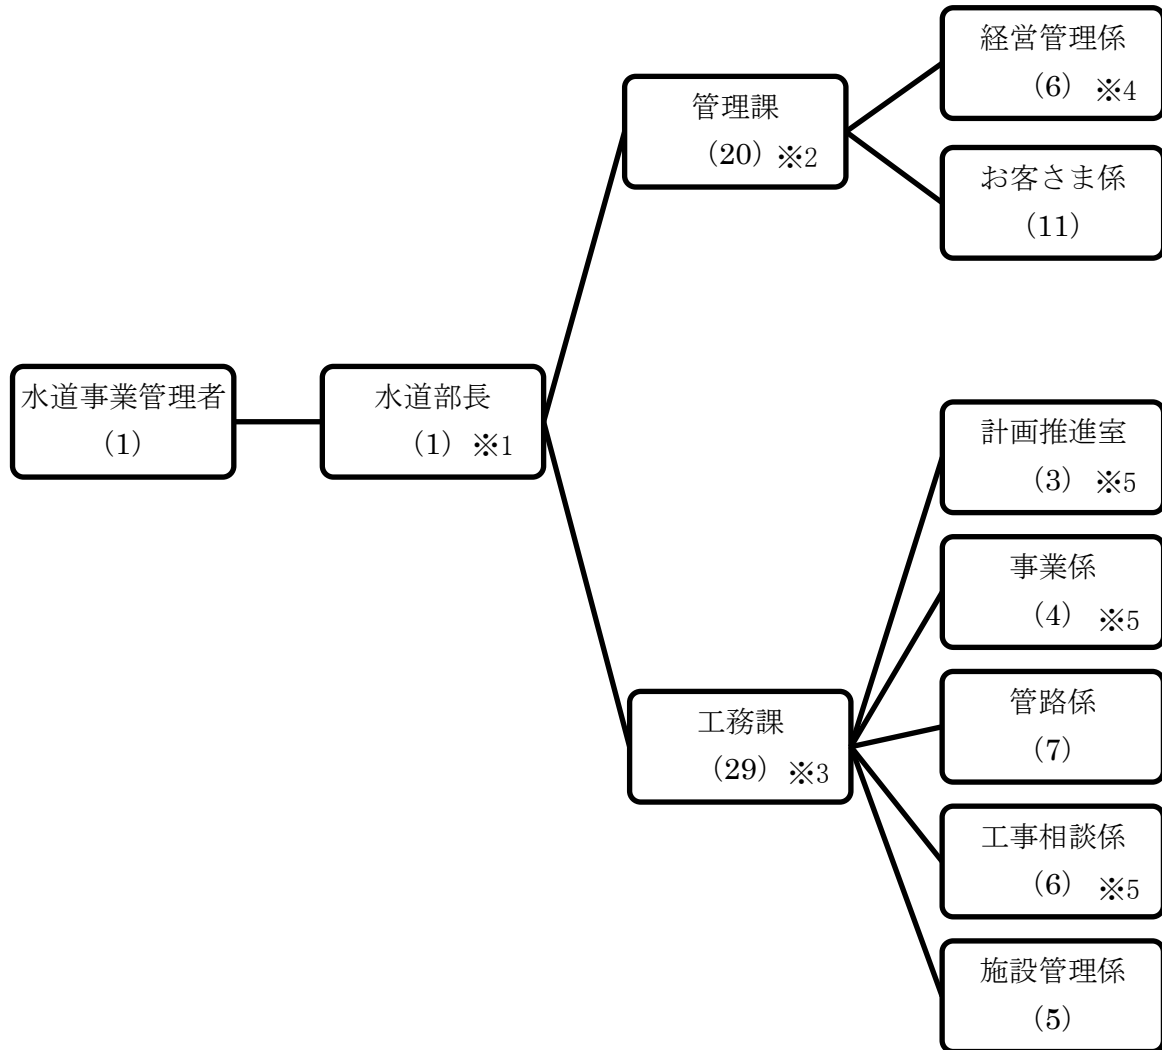 水道事業管理者
（1）
水道部長
（1）※1
管理課
（20）※2
経営管理係
（6）※4
お客さま係
（11）
工務課
（29）※3
計画推進室
（3）※5
事業係
（4）※5
管路係
（7）
工事相談係
（6）※5
施設管理係
（5）